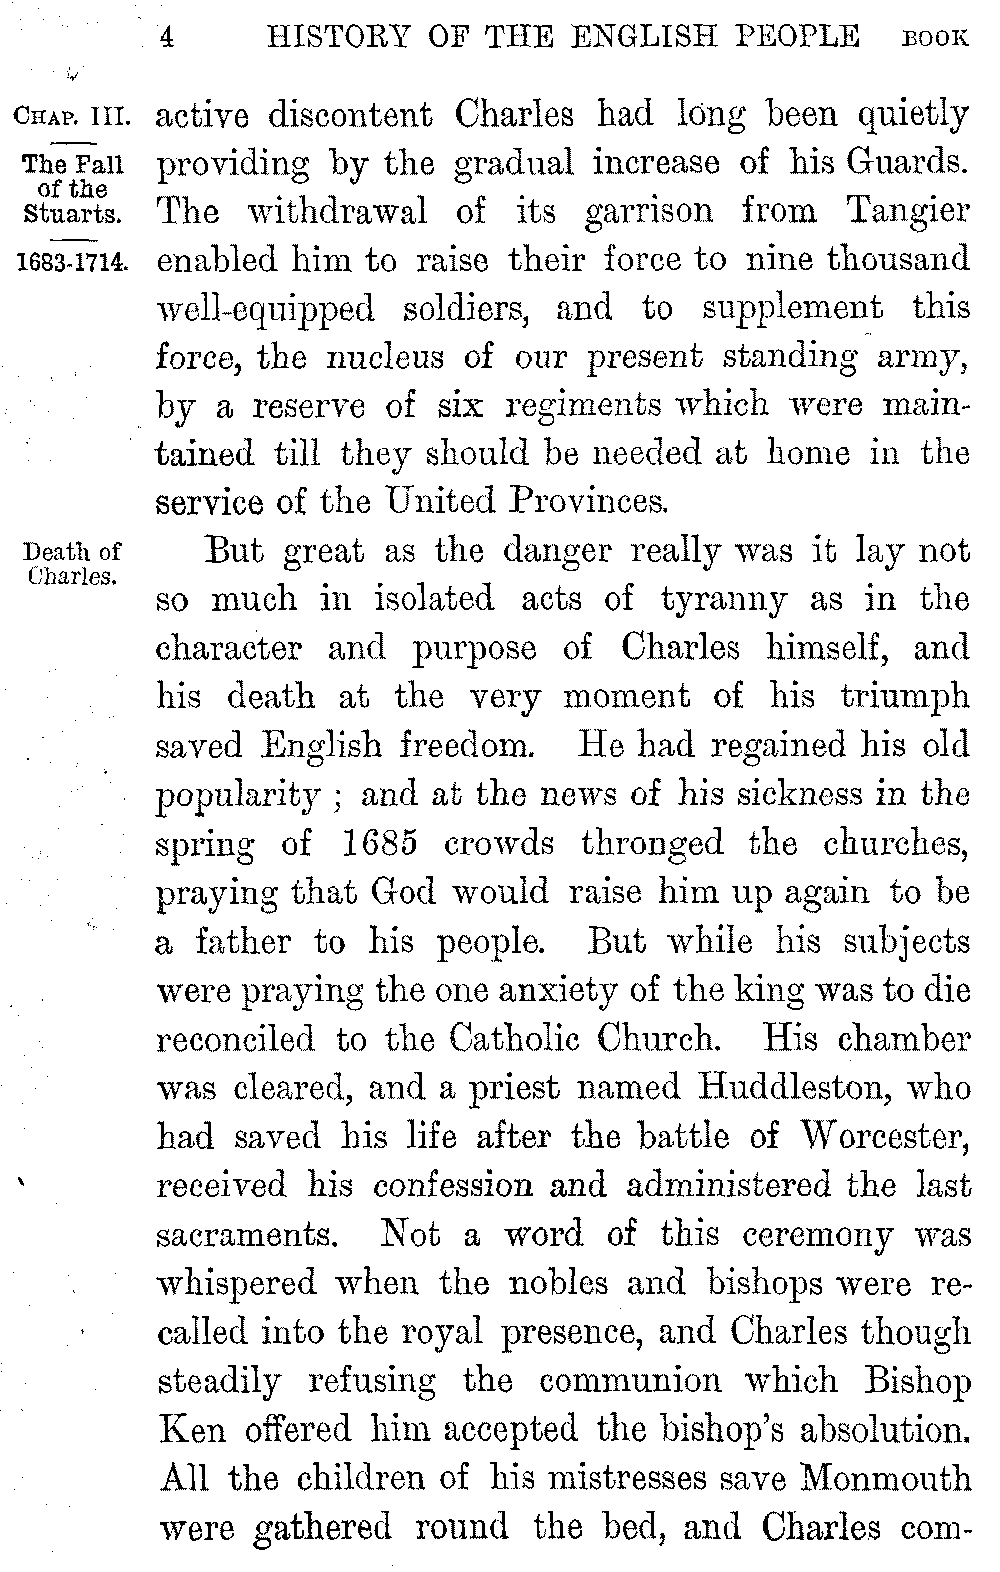 4 HISTORY OF THE ENGLISH PEOPLE BOOK
CHAP. III.
The Fall
of the
Stuarts.
1683-1714.
active discontent Charles had long been quietly
providing by the gradual increase of his Guards.
The withdrawal of its garrison from Tangier
enabled him to raise their force to nine thousand
well-equipped soldiers, and to supplement this
force, the nucleus of our present standing army,
by a reserve of six regiments which were main-
tained till they should be needed at home in the
service of the United Provinces.
Death of
Charles.
But great as the danger really was it lay not
so much in isolated acts of tyranny as in the
character and purpose of Charles himself, and
his death at the very moment of his triumph
saved English freedom. He had regained his old
popularity ; and at the news of his sickness in the
spring of 1685 crowds thronged the churches,
praying that God would raise him up again to be
a father to his people. But while his subjects
were praying the one anxiety of the king was to die
reconciled to the Catholic Church. His chamber
was cleared, and a priest named Huddleston, who
had saved his life after the battle of Worcester,
received his confession and administered the last
sacraments. Not a word of this ceremony was
whispered when the nobles and bishops were re-
called into the royal presence, and Charles though
steadily refusing the communion which Bishop
Ken offered him accepted the bishop's absolution.
All the children of his mistresses save Monmouth
were gathered round the bed, and Charles com-